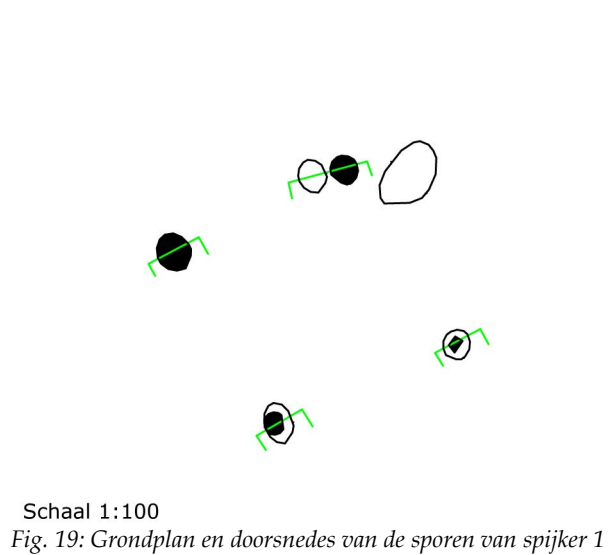 Schaal 1:100
Fig. 19: Grondplan en doorsnedes van de sporen van spijker 1